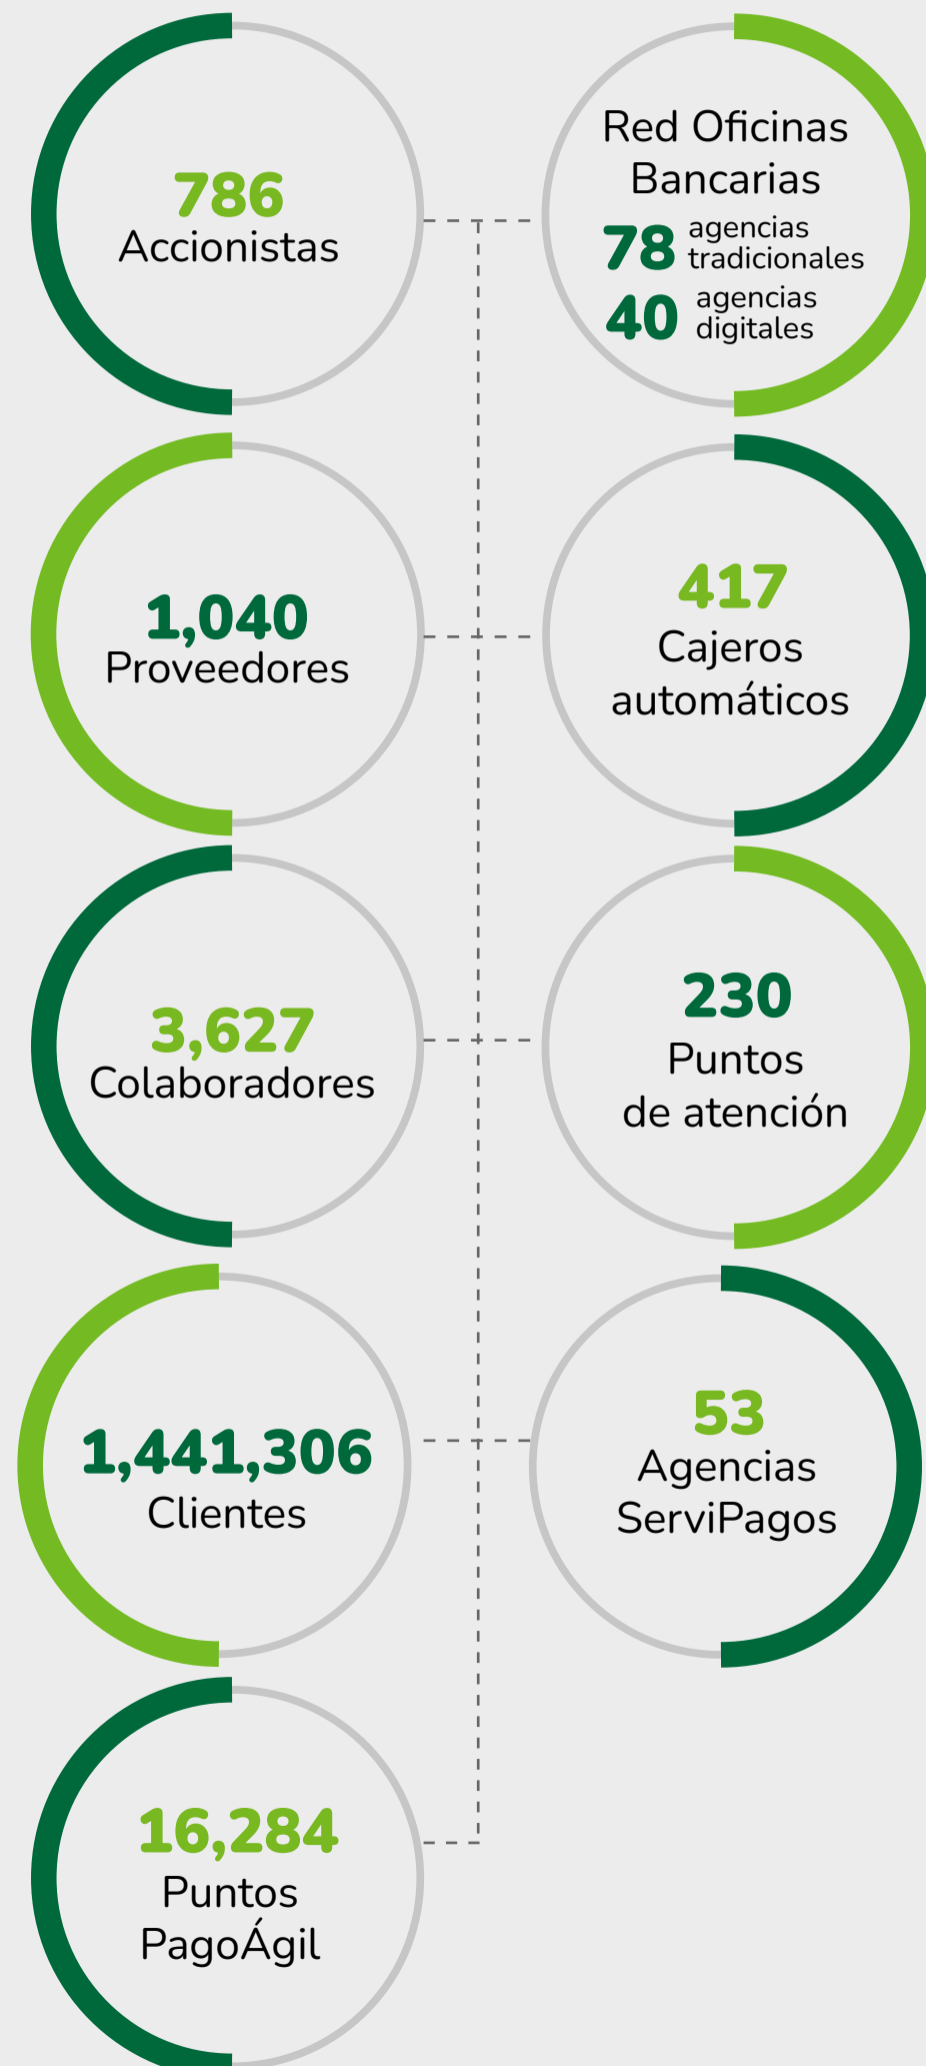 786
Accionistas
Red Oficinas
Bancarias
78 agencias
tradicionales
40 agencias
digitales
1,040
Proveedores
417
Cajeros
automáticos
3,627
Colaboradores
230
Puntos
de atención
1,441,306
Clientes
53
Agencias
ServiPagos
16,284
Puntos
PagoÁgil